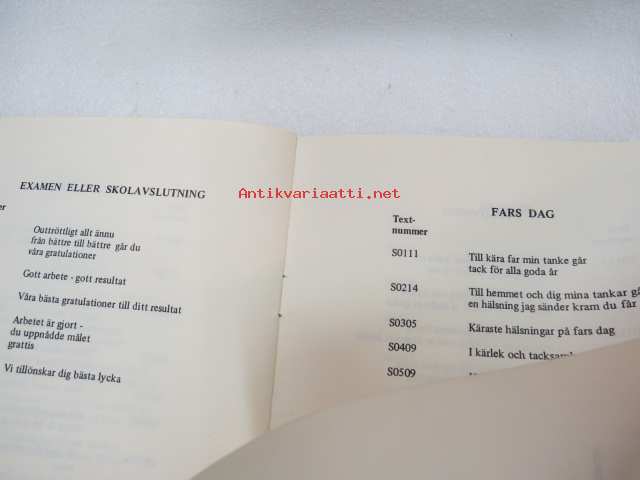 EXAMEN ELLER SKOLAVSLUTNING
Outtröttligt allt ännu
från bättre till bättre går du
våra gratulationer
Gott arbete - gott resultat
Våra bästa gratulationer till ditt resultat
Arbetet är gjort -
du uppnådde målet
grattis
Vi tillönskar dig bästa lycka
Antikvariaatti.net
FARS DAG
Text-
nummer
S0111 Till kära far min tanke går
tack för alla goda år
S0214 Till hemmet och dig mina tankar
en hälsning jag sänder kram du får
S0305 Käraste hälsningar på fars dag
S0409 I kärlek och
S0509